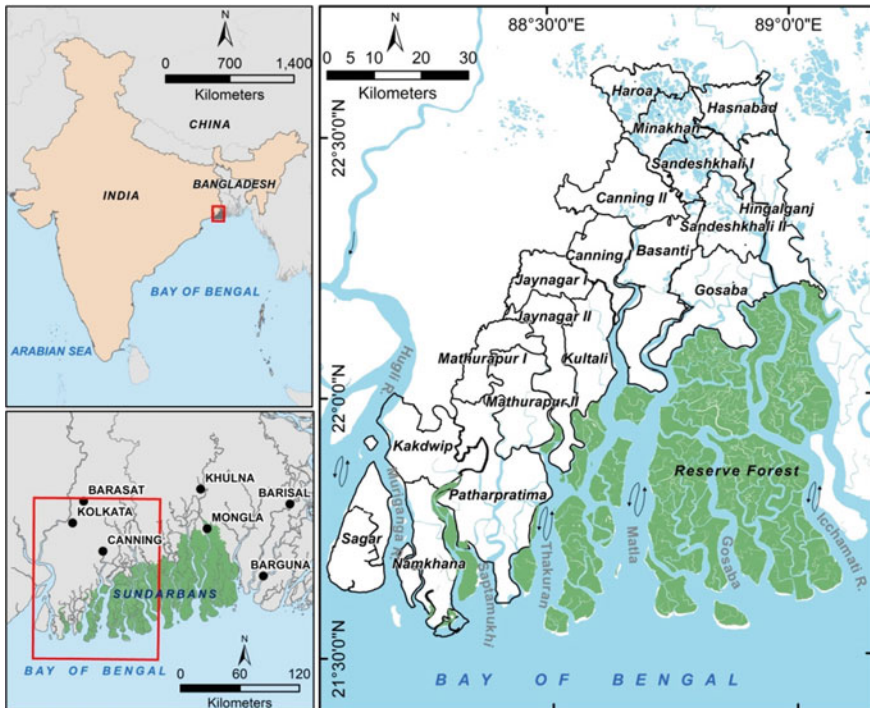 N
0 700 1,400
Kilometers
CHINA
INDIA
BANGLADESH
BAY OF BENGAL
ARABIAN SEA
KHULNA
BARASAT
BARISAL
KOLKATA
MONGLA
CANNING
BARGUNA
SUNDARBANS
BAY OF BENGAL
N
0 60 120
Kilometers
88°30'0"E 89°0'0"E
N
0 5 10 20 30
Kilometers
22°30'0"N
22°0'0"N
21°30'0"N
Haroa
Hasnabad
Minakhan
Sandeshkhali I
Canning II
Hingalganj
Sandeshkhali II
Canning I
Basanti
Gosaba
Jaynagar I
Jaynagar II
Mathurapur I
Kultali
Hugli R.
Mathurapur II
Kakdwip
Reserve Forest
Patharpratima
Sagar
Muriganga R.
Namkhana
Saptamukhi
Thakuran
Matla
Gosaba
Icchamati R.
BAY OF BENGAL